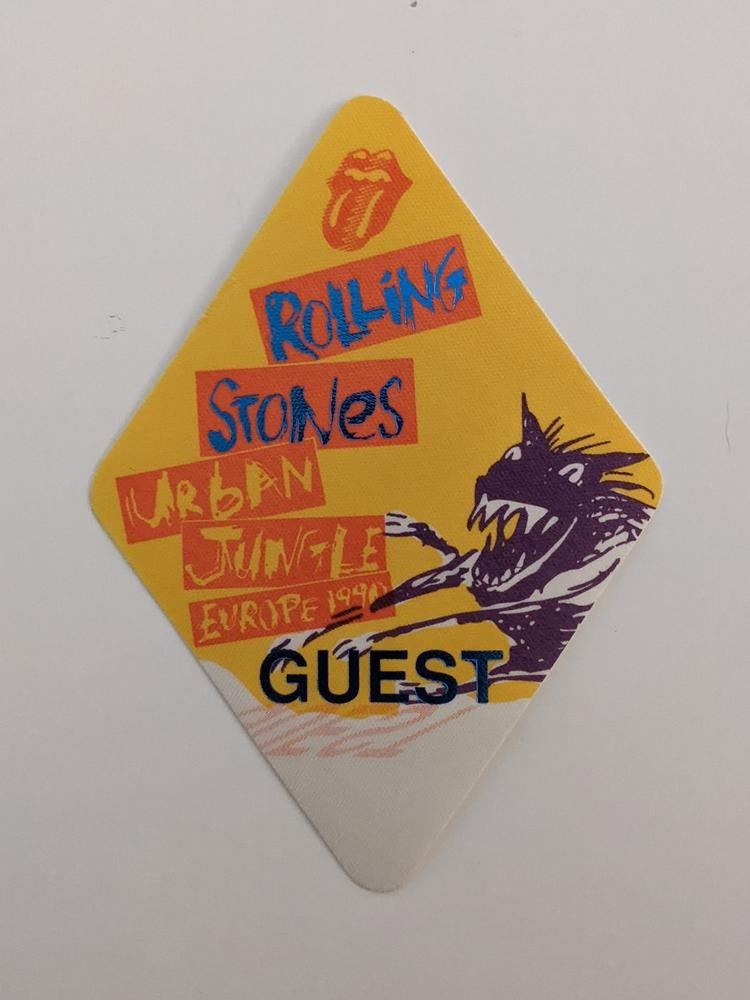 ROLLiNG
STONes
URbAN
JUNGLE
EUROPE 1990
GUEST